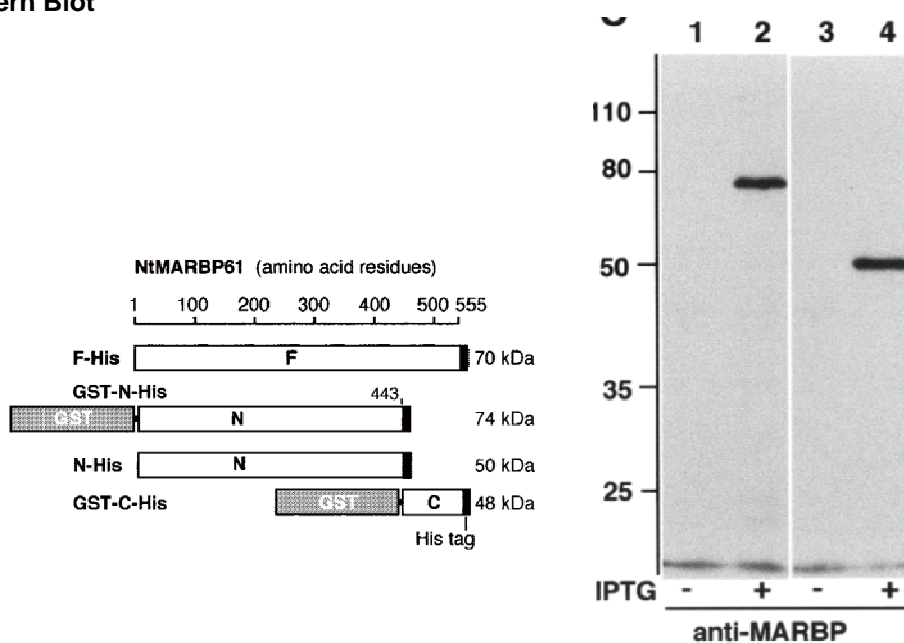 ern Blot
1 2 3 4
110
80
50
35
25
IPTG - + - +
anti-MARBP
NtMARBP61 (amino acid residues)
1 100 200 300 400 500 555
F-His F 70 kDa
GST-N-His 443
GST N 74 kDa
N-His N 50 kDa
GST-C-His GST C 48 kDa
His tag